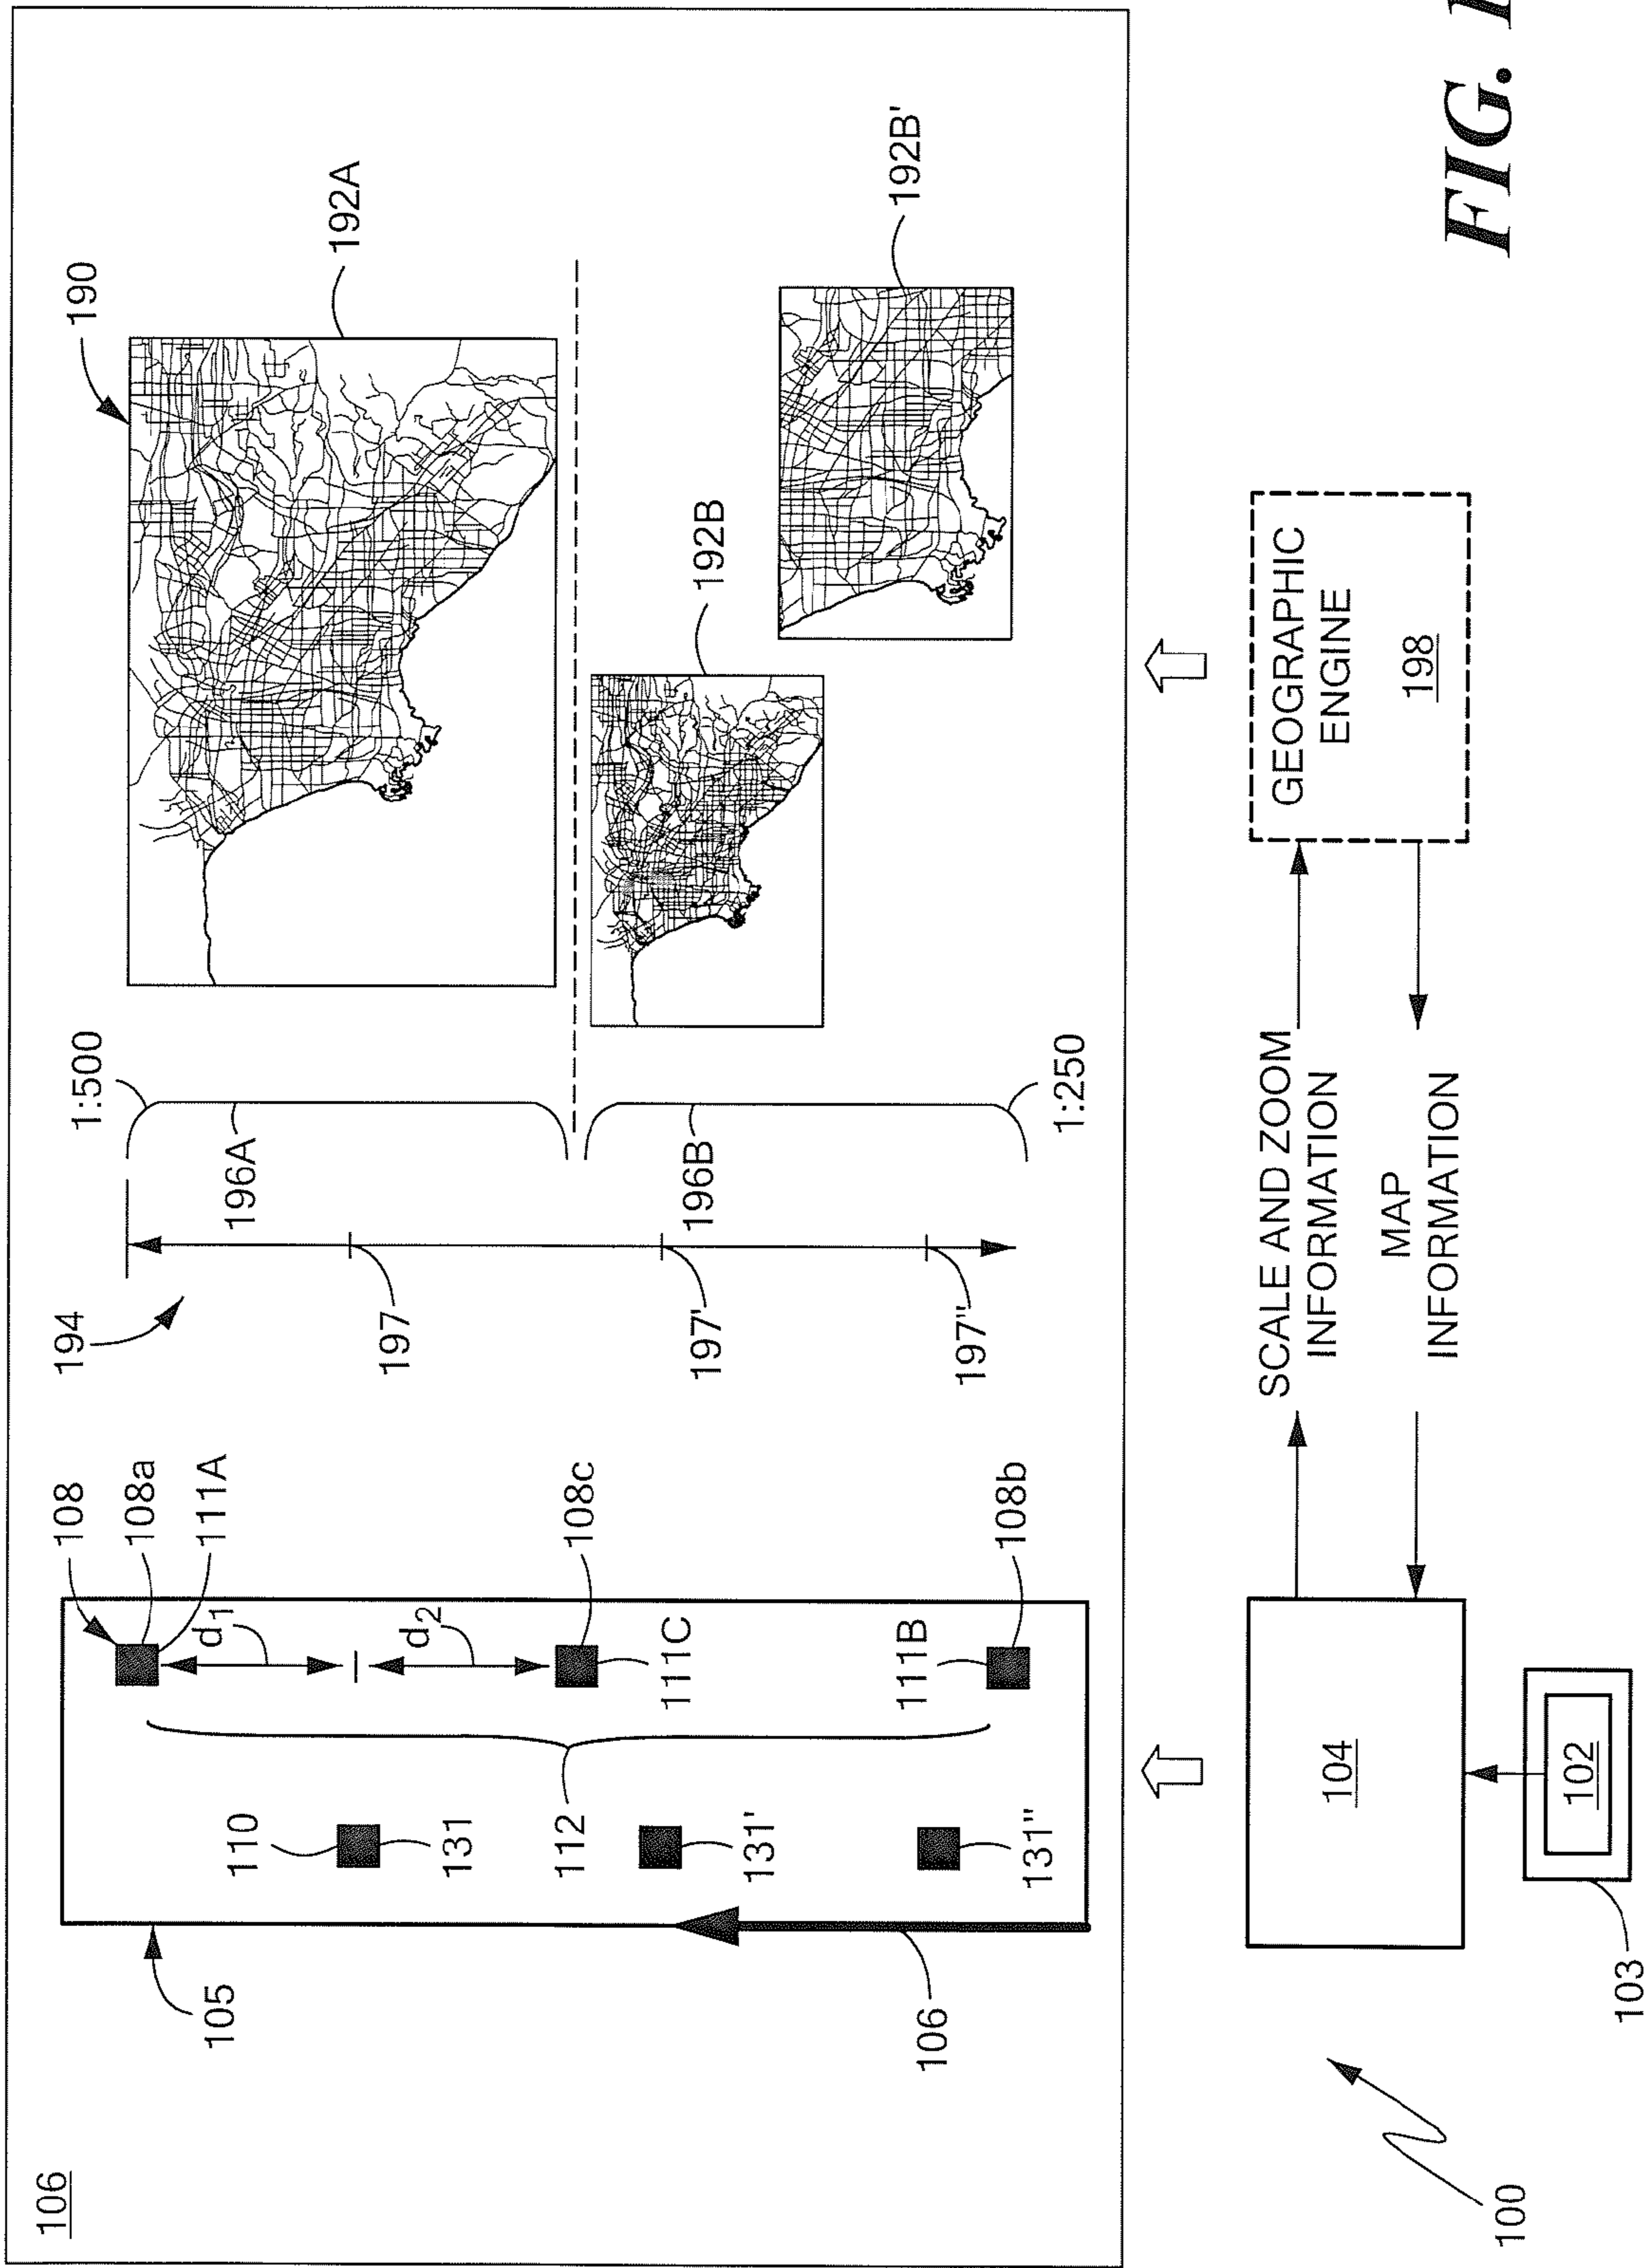 106
105
106
108
108a
111A
d1
d2
108c
111C
111B
108b
110
131
112
131'
131"
194
197
197'
197"
1:500
196A
196B
1:250
190
192A
192B
192B'
100
104
102
103
SCALE AND ZOOM
INFORMATION
MAP
INFORMATION
GEOGRAPHIC
ENGINE
198
FIG.